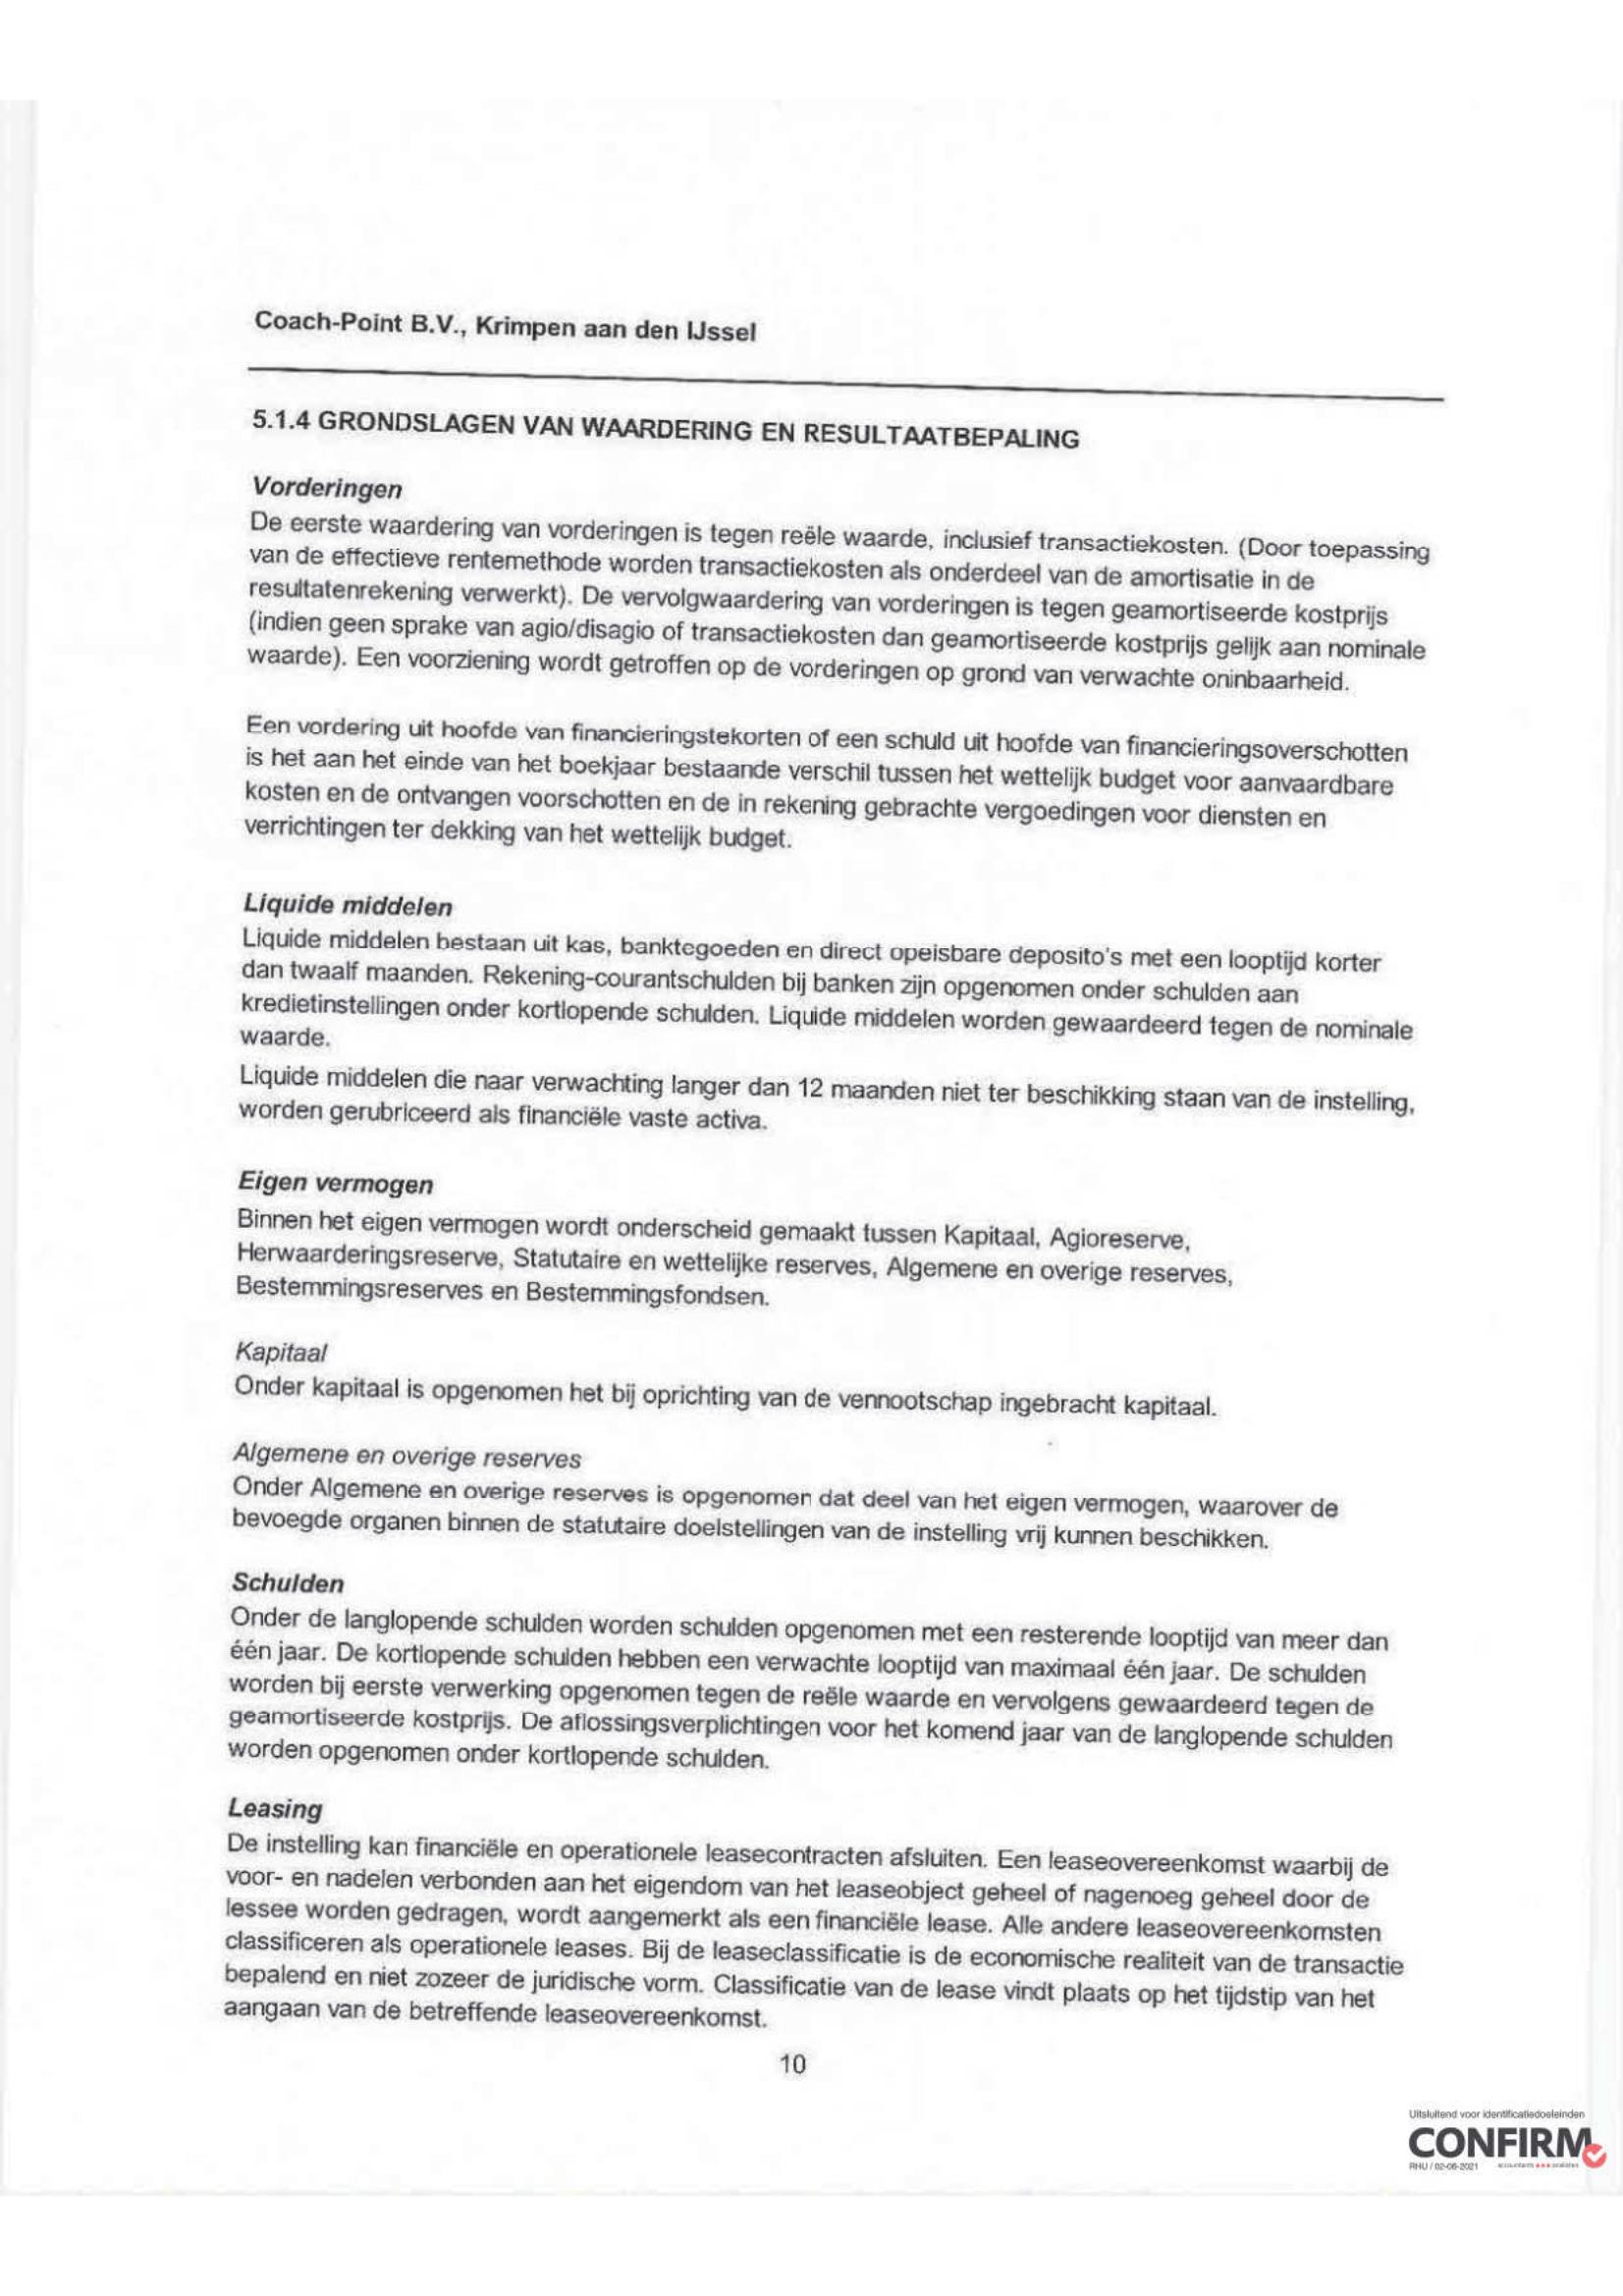 Coach-Point B.V., Krimpen aan den IJssel
5.1.4 GRONDSLAGEN VAN WAARDERING EN RESULTAATBEPALING
Vorderingen
De eerste waardering van vorderingen is tegen reële waarde, inclusief transactiekosten. (Door toepassing
van de effectieve rentemethode worden transactiekosten als onderdeel van de amortisatie in de
resultatenrekening verwerkt). De vervolgwaardering van vorderingen is tegen geamortiseerde kostprijs
(indien geen sprake van agio/disagio of transactiekosten dan geamortiseerde kostprijs gelijk aan nominale
waarde). Een voorziening wordt getroffen op de vorderingen op grond van verwachte oninbaarheid.
Een vordering uit hoofde van financieringstekorten of een schuld uit hoofde van financieringsoverschotten
is het aan het einde van het boekjaar bestaande verschil tussen het wettelijk budget voor aanvaardbare
kosten en de ontvangen voorschotten en de in rekening gebrachte vergoedingen voor diensten en
verrichtingen ter dekking van het wettelijk budget.
Liquide middelen
Liquide middelen bestaan uit kas, banktegoeden en direct opeisbare deposito's met een looptijd korter
dan twaalf maanden. Rekening-courantschulden bij banken zijn opgenomen onder schulden aan
kredietinstellingen onder kortlopende schulden. Liquide middelen worden gewaardeerd tegen de nominale
waarde.
Liquide middelen die naar verwachting langer dan 12 maanden niet ter beschikking staan van de instelling,
worden gerubriceerd als financiële vaste activa.
Eigen vermogen
Binnen het eigen vermogen wordt onderscheid gemaakt tussen Kapitaal, Agioreserve,
Herwaarderingsreserve, Statutaire en wettelijke reserves, Algemene en overige reserves,
Bestemmingsreserves en Bestemmingsfondsen.
Kapitaal
Onder kapitaal is opgenomen het bij oprichting van de vennootschap ingebracht kapitaal.
Algemene en overige reserves
Onder Algemene en overige reserves is opgenomen dat deel van het eigen vermogen, waarover de
bevoegde organen binnen de statutaire doelstellingen van de instelling vrij kunnen beschikken.
Schulden
Onder de langlopende schulden worden schulden opgenomen met een resterende looptijd van meer dan
één jaar. De kortlopende schulden hebben een verwachte looptijd van maximaal één jaar. De schulden
worden bij eerste verwerking opgenomen tegen de reële waarde en vervolgens gewaardeerd tegen de
geamortiseerde kostprijs. De aflossingsverplichtingen voor het komend jaar van de langlopende schulden
worden opgenomen onder kortlopende schulden.
Leasing
De instelling kan financiële en operationele leasecontracten afsluiten. Een leaseovereenkomst waarbij de
voor- en nadelen verbonden aan het eigendom van het leaseobject geheel of nagenoeg geheel door de
lessee worden gedragen, wordt aangemerkt als een financiële lease. Alle andere leaseovereenkomsten
classificeren als operationele leases. Bij de leaseclassificatie is de economische realiteit van de transactie
bepalend en niet zozeer de juridische vorm. Classificatie van de lease vindt plaats op het tijdstip van het
aangaan van de betreffende leaseovereenkomst.
10
Uitsluitend voor identificatiedoeleinden
CONFIRM
RHU / 02-06-2021